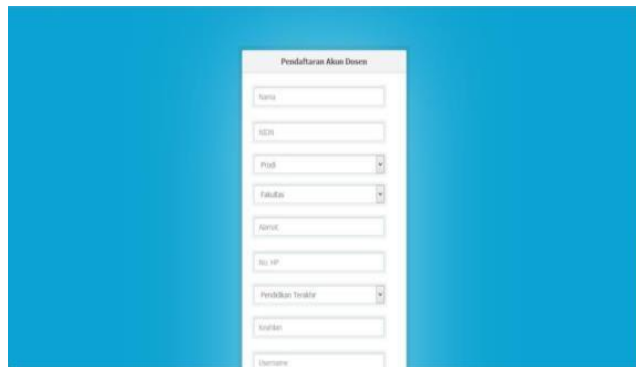 Pendaftaran Akun Dosen
Nama
NIDN
Prodi
Fakultas
Alamat
No. HP
Pendidikan Terakhir
Keahlian
Username